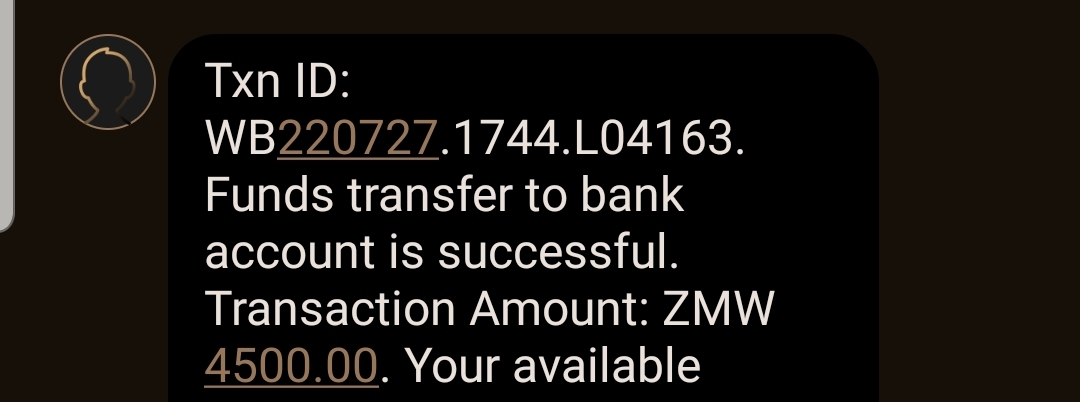 Txn ID:
WB220727.1744.L04163.
Funds transfer to bank
account is successful.
Transaction Amount: ZMW
4500.00. Your available